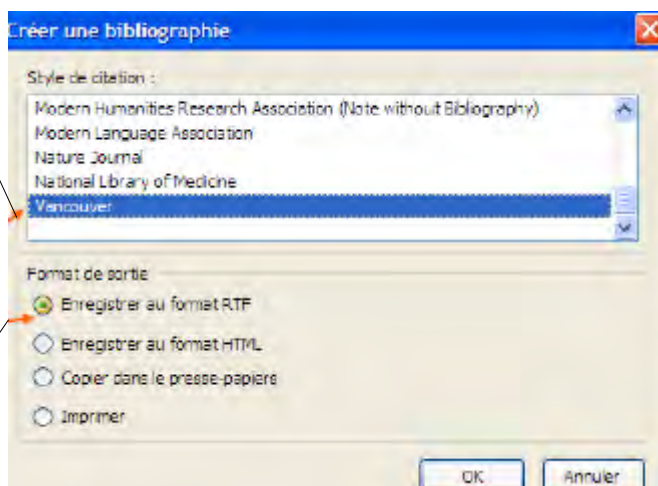 Créer une bibliographie
Style de citation :
Modern Humanities Research Association (Note without Bibliography)
Modern Language Association
Nature Journal
National Library of Medicine
Vancouver
Format de sortie
Enregistrer au format RTF
Enregistrer au format HTML
Copier dans le presse-papiers
Imprimer
OK
Annuler